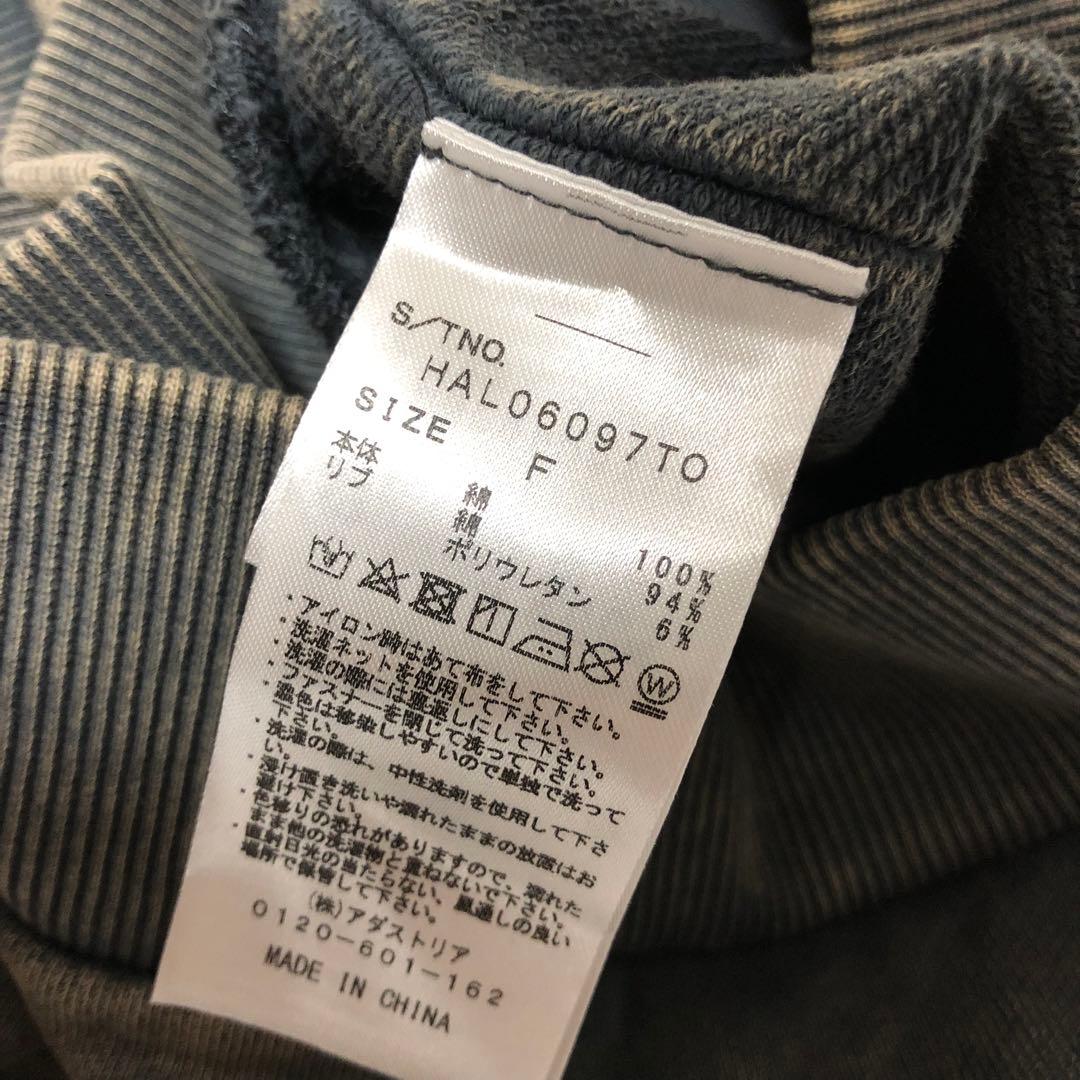 S/TNO.
HAL06097TO
SIZE
F
本体 綿 100%
リブ 綿 94%
ポリウレタン 6%
W
・アイロン時はあて布をして下さい。
・洗濯ネットを使用して下さい。
・洗濯の際には裏返しにして下さい。
・ファスナーを閉じて洗って下さい。
・濃色は移染しやすいので単独で洗って
下さい。
・洗濯の際は、中性洗剤を使用して下さ
い。
・漬け置き洗いや濡れたままの放置はお
避け下さい。
・色移りの恐れがありますので、濡れた
まま他の洗濯物と重ねないで下さい。
・直射日光の当たらない、風通しの良い
場所で保管して下さい。
(株)アダストリア
0120-601-162
MADE IN CHINA